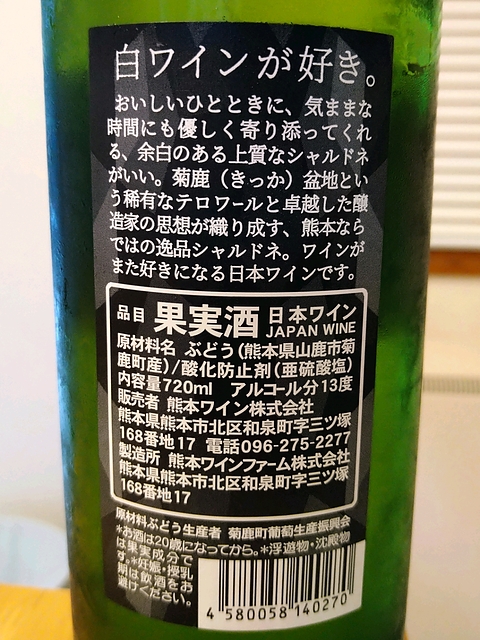 白ワインが好き。
おいしいひとときに、気ままな
時間にも優しく寄り添ってくれ
る、余白のある上質なシャルドネ
がいい。菊鹿（きっか）盆地とい
う稀有なテロワールと卓越した醸
造家の思想が織り成す、熊本なら
ではの逸品シャルドネ。ワインが
また好きになる日本ワインです。
品目 果実酒 日本ワイン
JAPAN WINE
原材料名 ぶどう（熊本県山鹿市菊
鹿町産）/酸化防止剤（亜硫酸塩）
内容量720ml アルコール分13度
販売者 熊本ワイン株式会社
熊本県熊本市北区和泉町字三ツ塚
168番地17 電話096-275-2277
製造所 熊本ワインファーム株式会社
熊本県熊本市北区和泉町字三ツ塚
168番地17
原材料ぶどう生産者 菊鹿町葡萄生産振興会
*お酒は20歳になってから。*浮遊物・沈殿物
は果実成分で
す。*妊娠・授乳
期は飲酒をお
避けください。
4 580058 140270